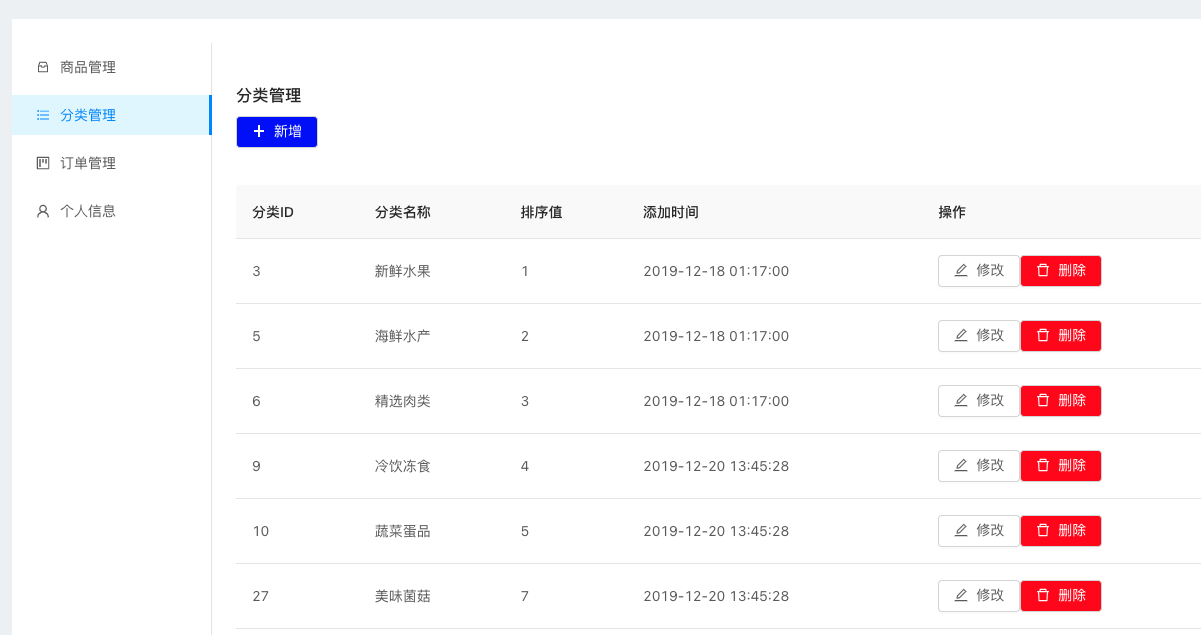 商品管理
分类管理
订单管理
个人信息
分类管理
新增
分类ID 分类名称 排序值 添加时间 操作
3 新鲜水果 1 2019-12-18 01:17:00 修改 删除
5 海鲜水产 2 2019-12-18 01:17:00 修改 删除
6 精选肉类 3 2019-12-18 01:17:00 修改 删除
9 冷饮冻食 4 2019-12-20 13:45:28 修改 删除
10 蔬菜蛋品 5 2019-12-20 13:45:28 修改 删除
27 美味菌菇 7 2019-12-20 13:45:28 修改 删除